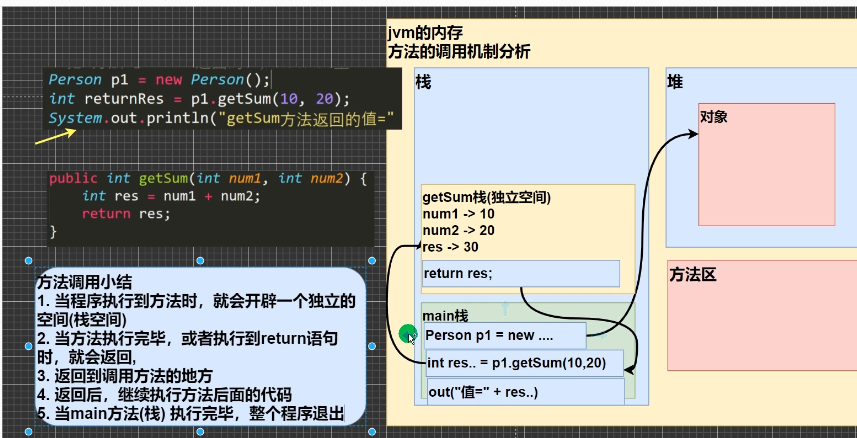 Person p1 = new Person();
int returnRes = p1.getSum(10, 20);
System.out.println("getSum方法返回的值="
public int getSum(int num1, int num2) {
int res = num1 + num2;
return res;
}
方法调用小结
1. 当程序执行到方法时，就会开辟一个独立的
空间(栈空间)
2. 当方法执行完毕，或者执行到return语句
时，就会返回,
3. 返回到调用方法的地方
4. 返回后，继续执行方法后面的代码
5. 当main方法(栈) 执行完毕，整个程序退出
jvm的内存
方法的调用机制分析
栈
getSum栈(独立空间)
num1 -> 10
num2 -> 20
res -> 30
return res;
main栈
Person p1 = new ....
int res.. = p1.getSum(10,20)
out("值=" + res..)
堆
对象
方法区